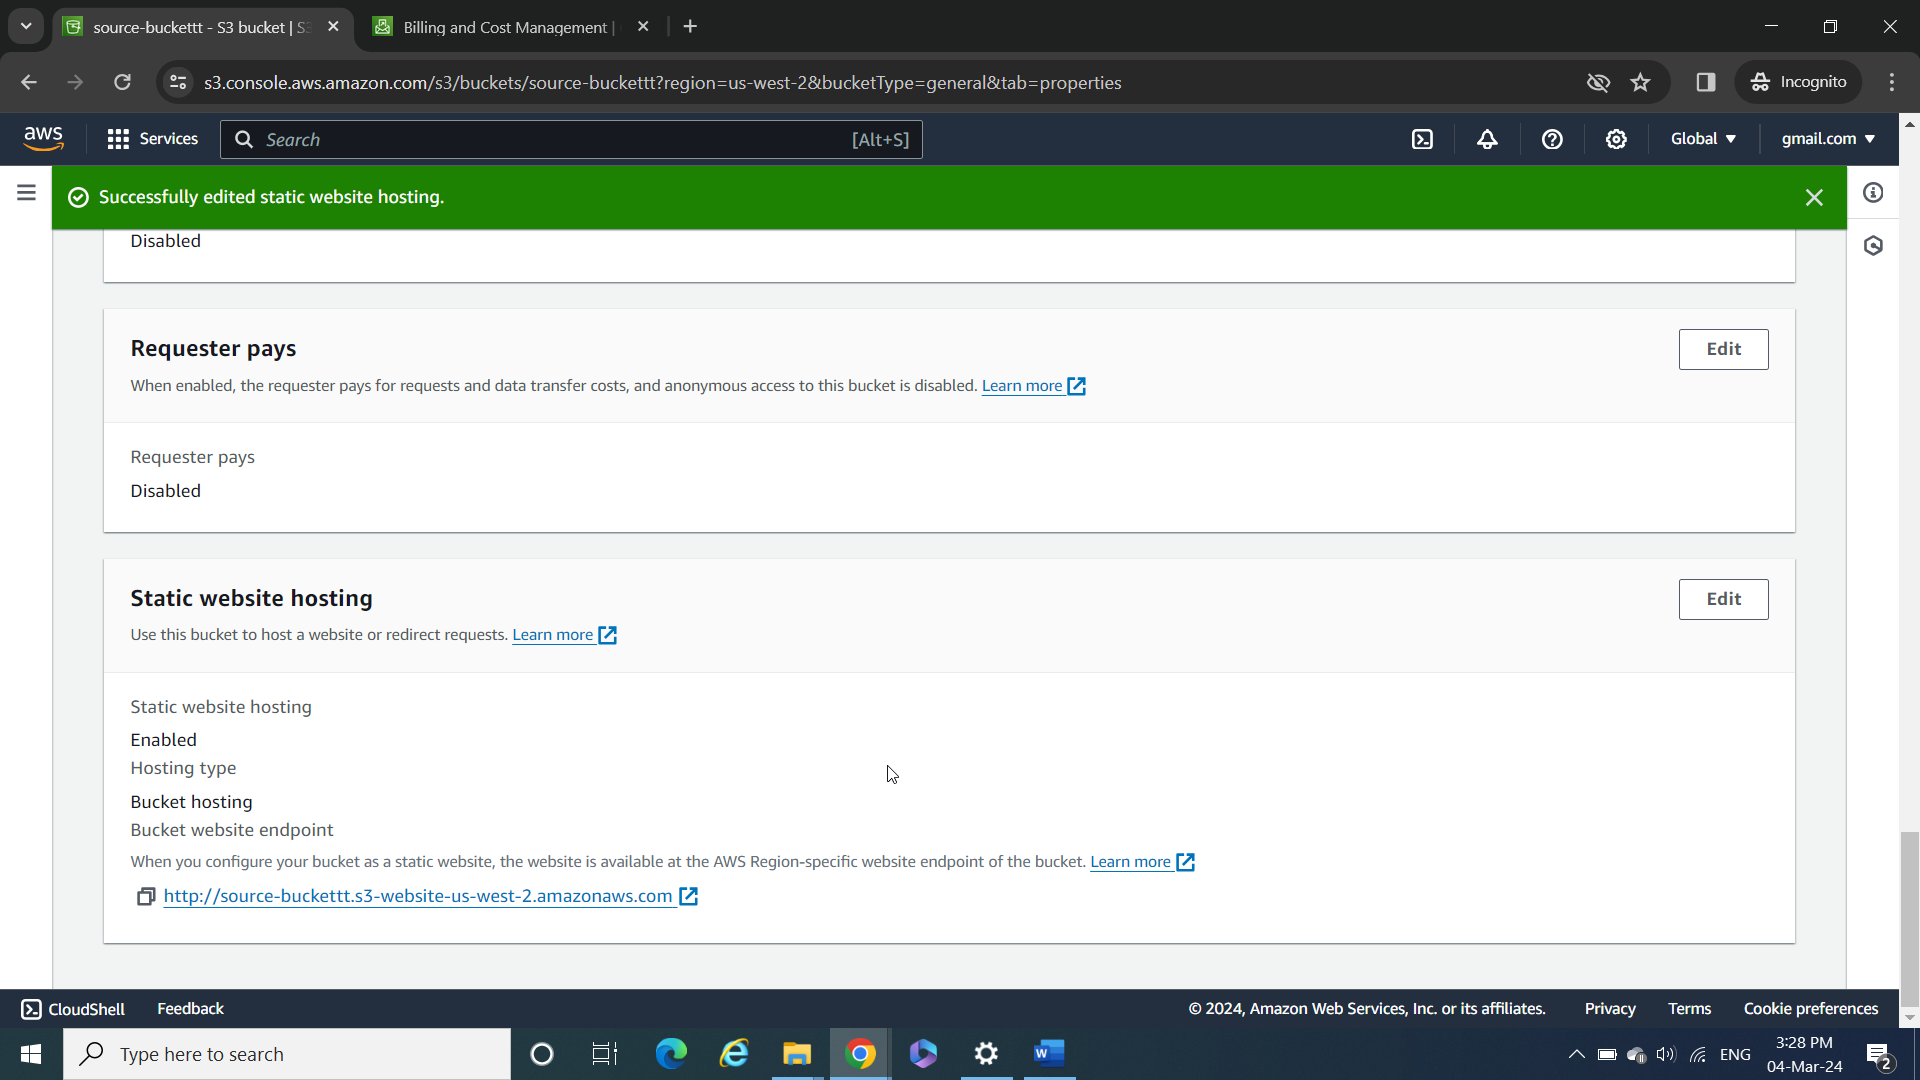 source-buckettt - S3 bucket | S3
Billing and Cost Management |
s3.console.aws.amazon.com/s3/buckets/source-buckettt?region=us-west-2&bucketType=general&tab=properties
Incognito
aws
Services
Search
[Alt+S]
Global
gmail.com
Successfully edited static website hosting.
Disabled
Requester pays
Edit
When enabled, the requester pays for requests and data transfer costs, and anonymous access to this bucket is disabled. Learn more
Requester pays
Disabled
Static website hosting
Edit
Use this bucket to host a website or redirect requests. Learn more
Static website hosting
Enabled
Hosting type
Bucket hosting
Bucket website endpoint
When you configure your bucket as a static website, the website is available at the AWS Region-specific website endpoint of the bucket. Learn more
http://source-buckettt.s3-website-us-west-2.amazonaws.com
CloudShell
Feedback
© 2024, Amazon Web Services, Inc. or its affiliates.
Privacy
Terms
Cookie preferences
Type here to search
W
ENG
3:28 PM
04-Mar-24
2